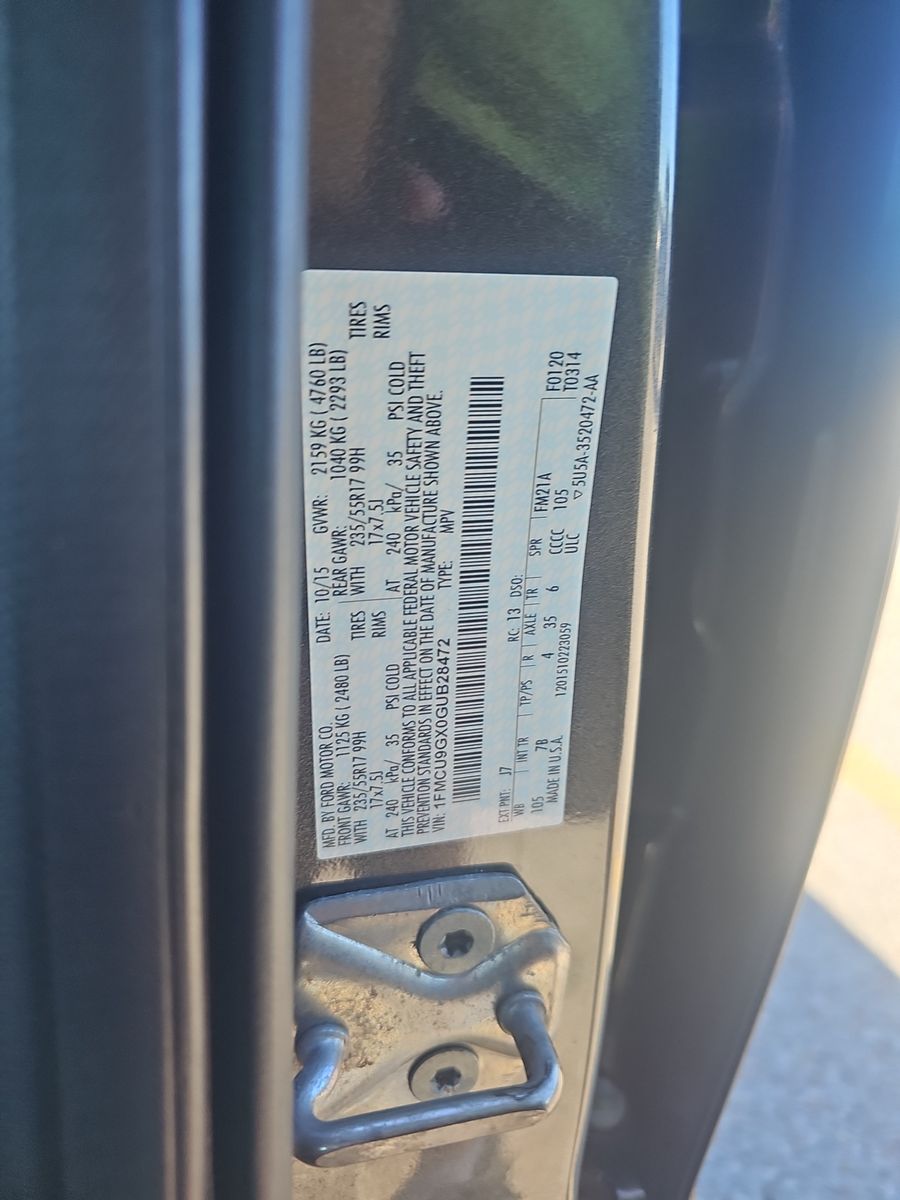 MFD. BY FORD MOTOR CO. DATE: 10/15 GVWR: 2159 KG ( 4760 LB)
FRONT GAWR: 1125 KG ( 2480 LB) REAR GAWR: 1040 KG ( 2293 LB)
WITH 235/55R17 99H TIRES WITH 235/55R17 99H TIRES
17x7.5J RIMS 17x7.5J RIMS
AT 240 kPa/ 35 PSI COLD AT 240 kPa/ 35 PSI COLD
THIS VEHICLE CONFORMS TO ALL APPLICABLE FEDERAL MOTOR VEHICLE SAFETY AND THEFT
PREVENTION STANDARDS IN EFFECT ON THE DATE OF MANUFACTURE SHOWN ABOVE.
VIN: 1FMCU9GX0GUB28472 TYPE: MPV
EXT PNT: J7 RC: 13 DSO: FM21A F0120
WB INT TR TP/PS R AXLE TR SPR T0314
105 7B 4 35 6 CCCC 105
MADE IN U.S.A. 1201510223059 ULC ▽5U5A-3520472-AA